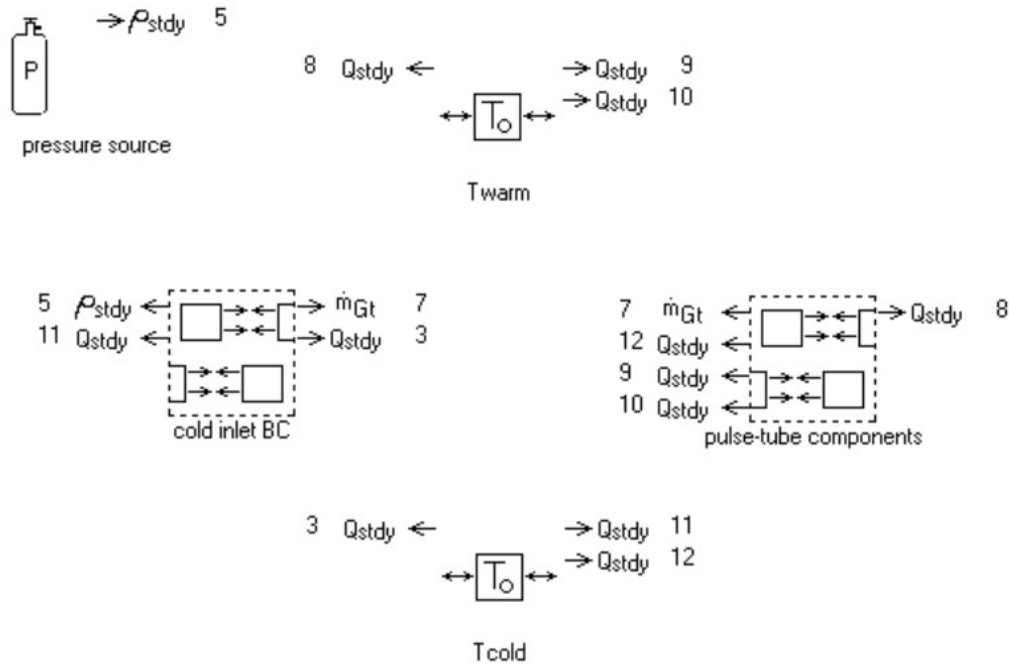 ρstdy 5
P
pressure source
8 Qstdy
Qstdy 9
Qstdy 10
To
Twarm
5 ρstdy
11 Qstdy
ṁGt 7
Qstdy 3
cold inlet BC
7 ṁGt
12 Qstdy
9 Qstdy
10 Qstdy
Qstdy 8
pulse-tube components
3 Qstdy
Qstdy 11
Qstdy 12
To
Tcold